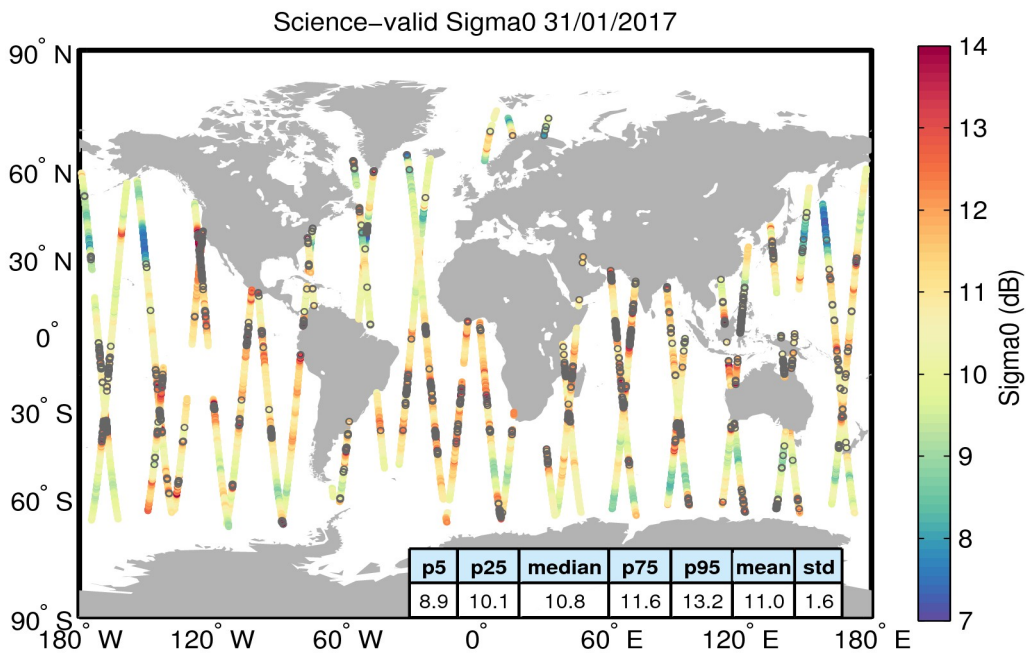 Science−valid Sigma0 31/01/2017
90° N
60° N
30° N
0°
30° S
60° S
90° S
180° W
120° W
60° W
0°
60° E
120° E
180° E
p5 p25 median p75 p95 mean std
8.9 10.1 10.8 11.6 13.2 11.0 1.6
14
13
12
11
10
9
8
7
Sigma0 (dB)